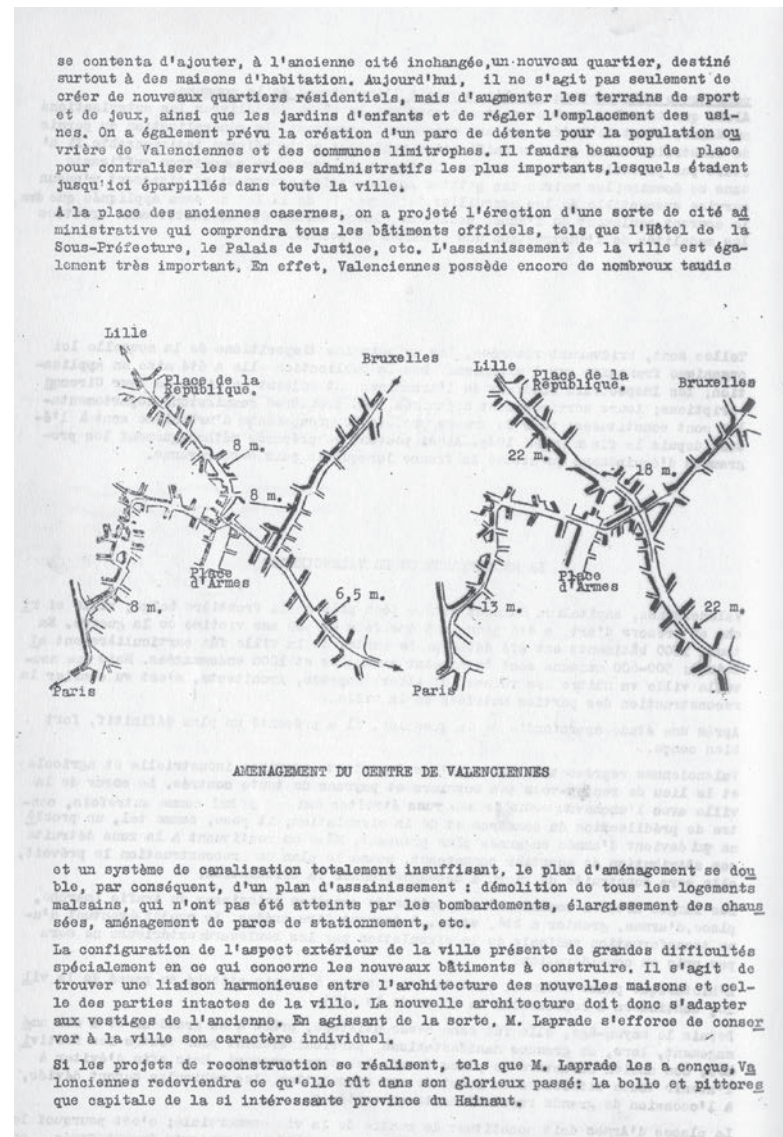 se contenta d'ajouter, à l'ancienne cité inchangée,un nouveau quartier, destiné
surtout à des maisons d'habitation. Aujourd'hui, il ne s'agit pas seulement de
créer de nouveaux quartiers résidentiels, mais d'augmenter les terrains de sport
et de jeux, ainsi que les jardins d'enfants et de régler l'emplacement des usi-
nes. On a également prévu la création d'un parc de détente pour la population ou
vrière de Valenciennes et des communes limitrophes. Il faudra beaucoup de place
pour contraliser les services administratifs les plus importants,lesquels étaient
jusqu'ici éparpillés dans toute la ville.
A la place des anciennes casernes, on a projeté l'érection d'une sorte de cité ad
ministrative qui comprendra tous les bâtiments officiels, tels que l'Hôtel de la
Sous-Préfecture, le Palais de Justice, etc. L'assainissement de la ville est éga-
lement très important. En effet, Valenciennes possède encore de nombreux taudis
Lille
Place de la
République.
Bruxelles
8 m.
8 m.
Place
d'Armes
6,5 m.
8 m.
Paris
Lille
Place de la
République.
Bruxelles
22 m.
18 m.
Place
d'Armes
13 m.
22 m.
Paris
AMENAGEMENT DU CENTRE DE VALENCIENNES
et un système de canalisation totalement insuffisant, le plan d'aménagement se dou
ble, par conséquent, d'un plan d'assainissement : démolition de tous les logements
malsains, qui n'ont pas été atteints par les bombardements, élargissement des chaus
sées, aménagement de parcs de stationnement, etc.
La configuration de l'aspect extérieur de la ville présente de grandes difficultés
spécialement en ce qui concerne les nouveaux bâtiments à construire. Il s'agit de
trouver une liaison harmonieuse entre l'architecture des nouvelles maisons et cel-
le des parties intactes de la ville. La nouvelle architecture doit donc s'adapter
aux vestiges de l'ancienne. En agissant de la sorte, M. Laprade s'efforce de conser
ver à la ville son caractère individuel.
Si les projets de reconstruction se réalisent, tels que M. Laprade les a conçus,Va
lenciennes redeviendra ce qu'elle fût dans son glorieux passé: la belle et pittores
que capitale de la si intéressante province du Hainaut.